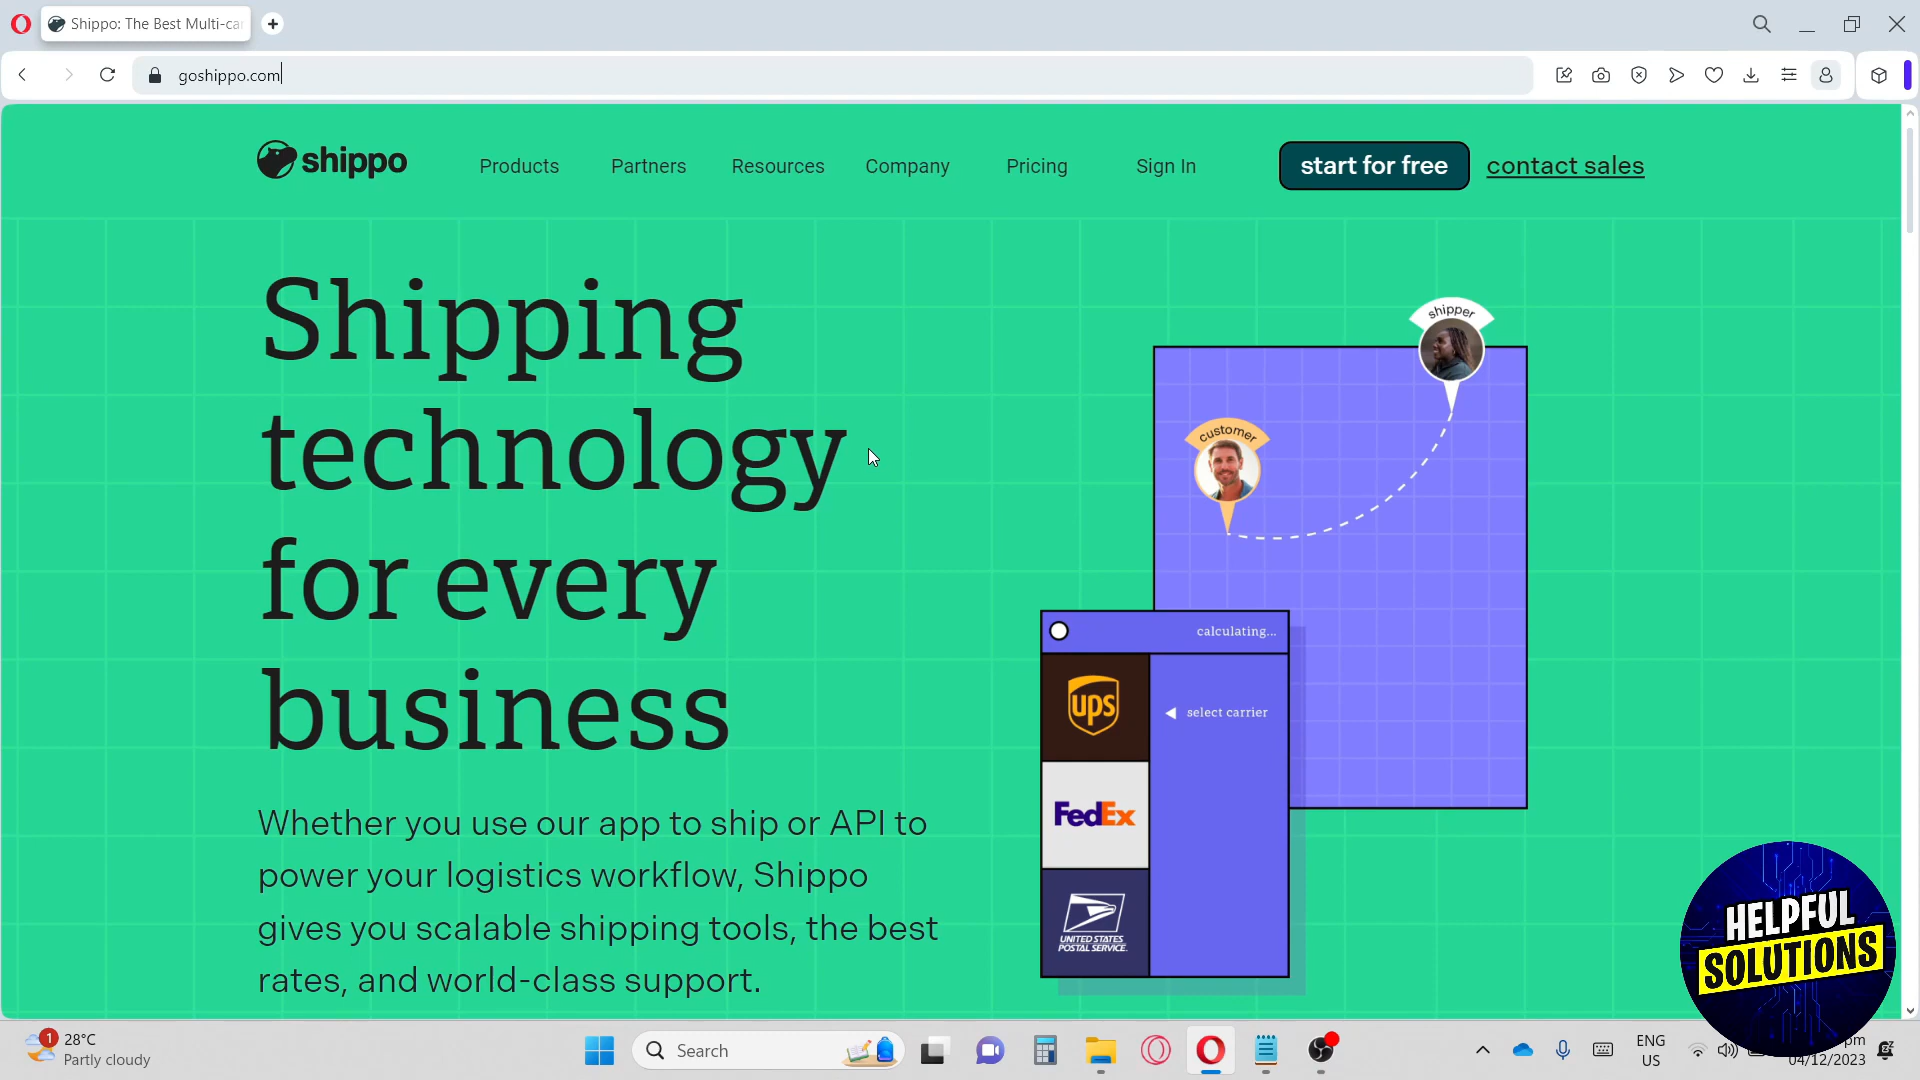 Shippo: The Best Multi-ca
goshippo.com
shippo
Products
Partners
Resources
Company
Pricing
Sign In
start for free
contact sales
Shipping
technology
for every
business
shipper
customer
calculating...
ups
select carrier
FedEx
UNITED STATES
POSTAL SERVICE.
Whether you use our app to ship or API to
power your logistics workflow, Shippo
gives you scalable shipping tools, the best
rates, and world-class support.
HELPFUL
SOLUTIONS
1
28°C
Partly cloudy
Search
ENG
US
pm
04/12/2023